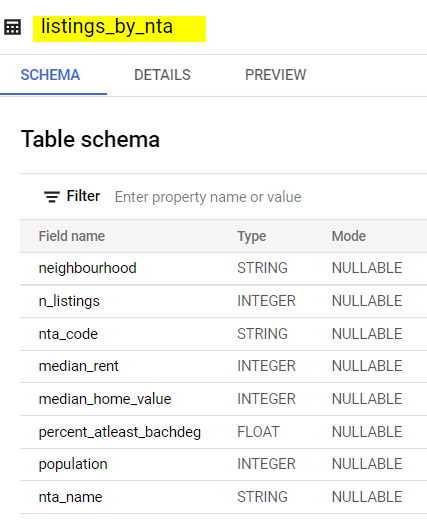 listings_by_nta
SCHEMA DETAILS PREVIEW
Table schema
Filter Enter property name or value
Field name Type Mode
neighbourhood STRING NULLABLE
n_listings INTEGER NULLABLE
nta_code STRING NULLABLE
median_rent INTEGER NULLABLE
median_home_value INTEGER NULLABLE
percent_atleast_bachdeg FLOAT NULLABLE
population INTEGER NULLABLE
nta_name STRING NULLABLE